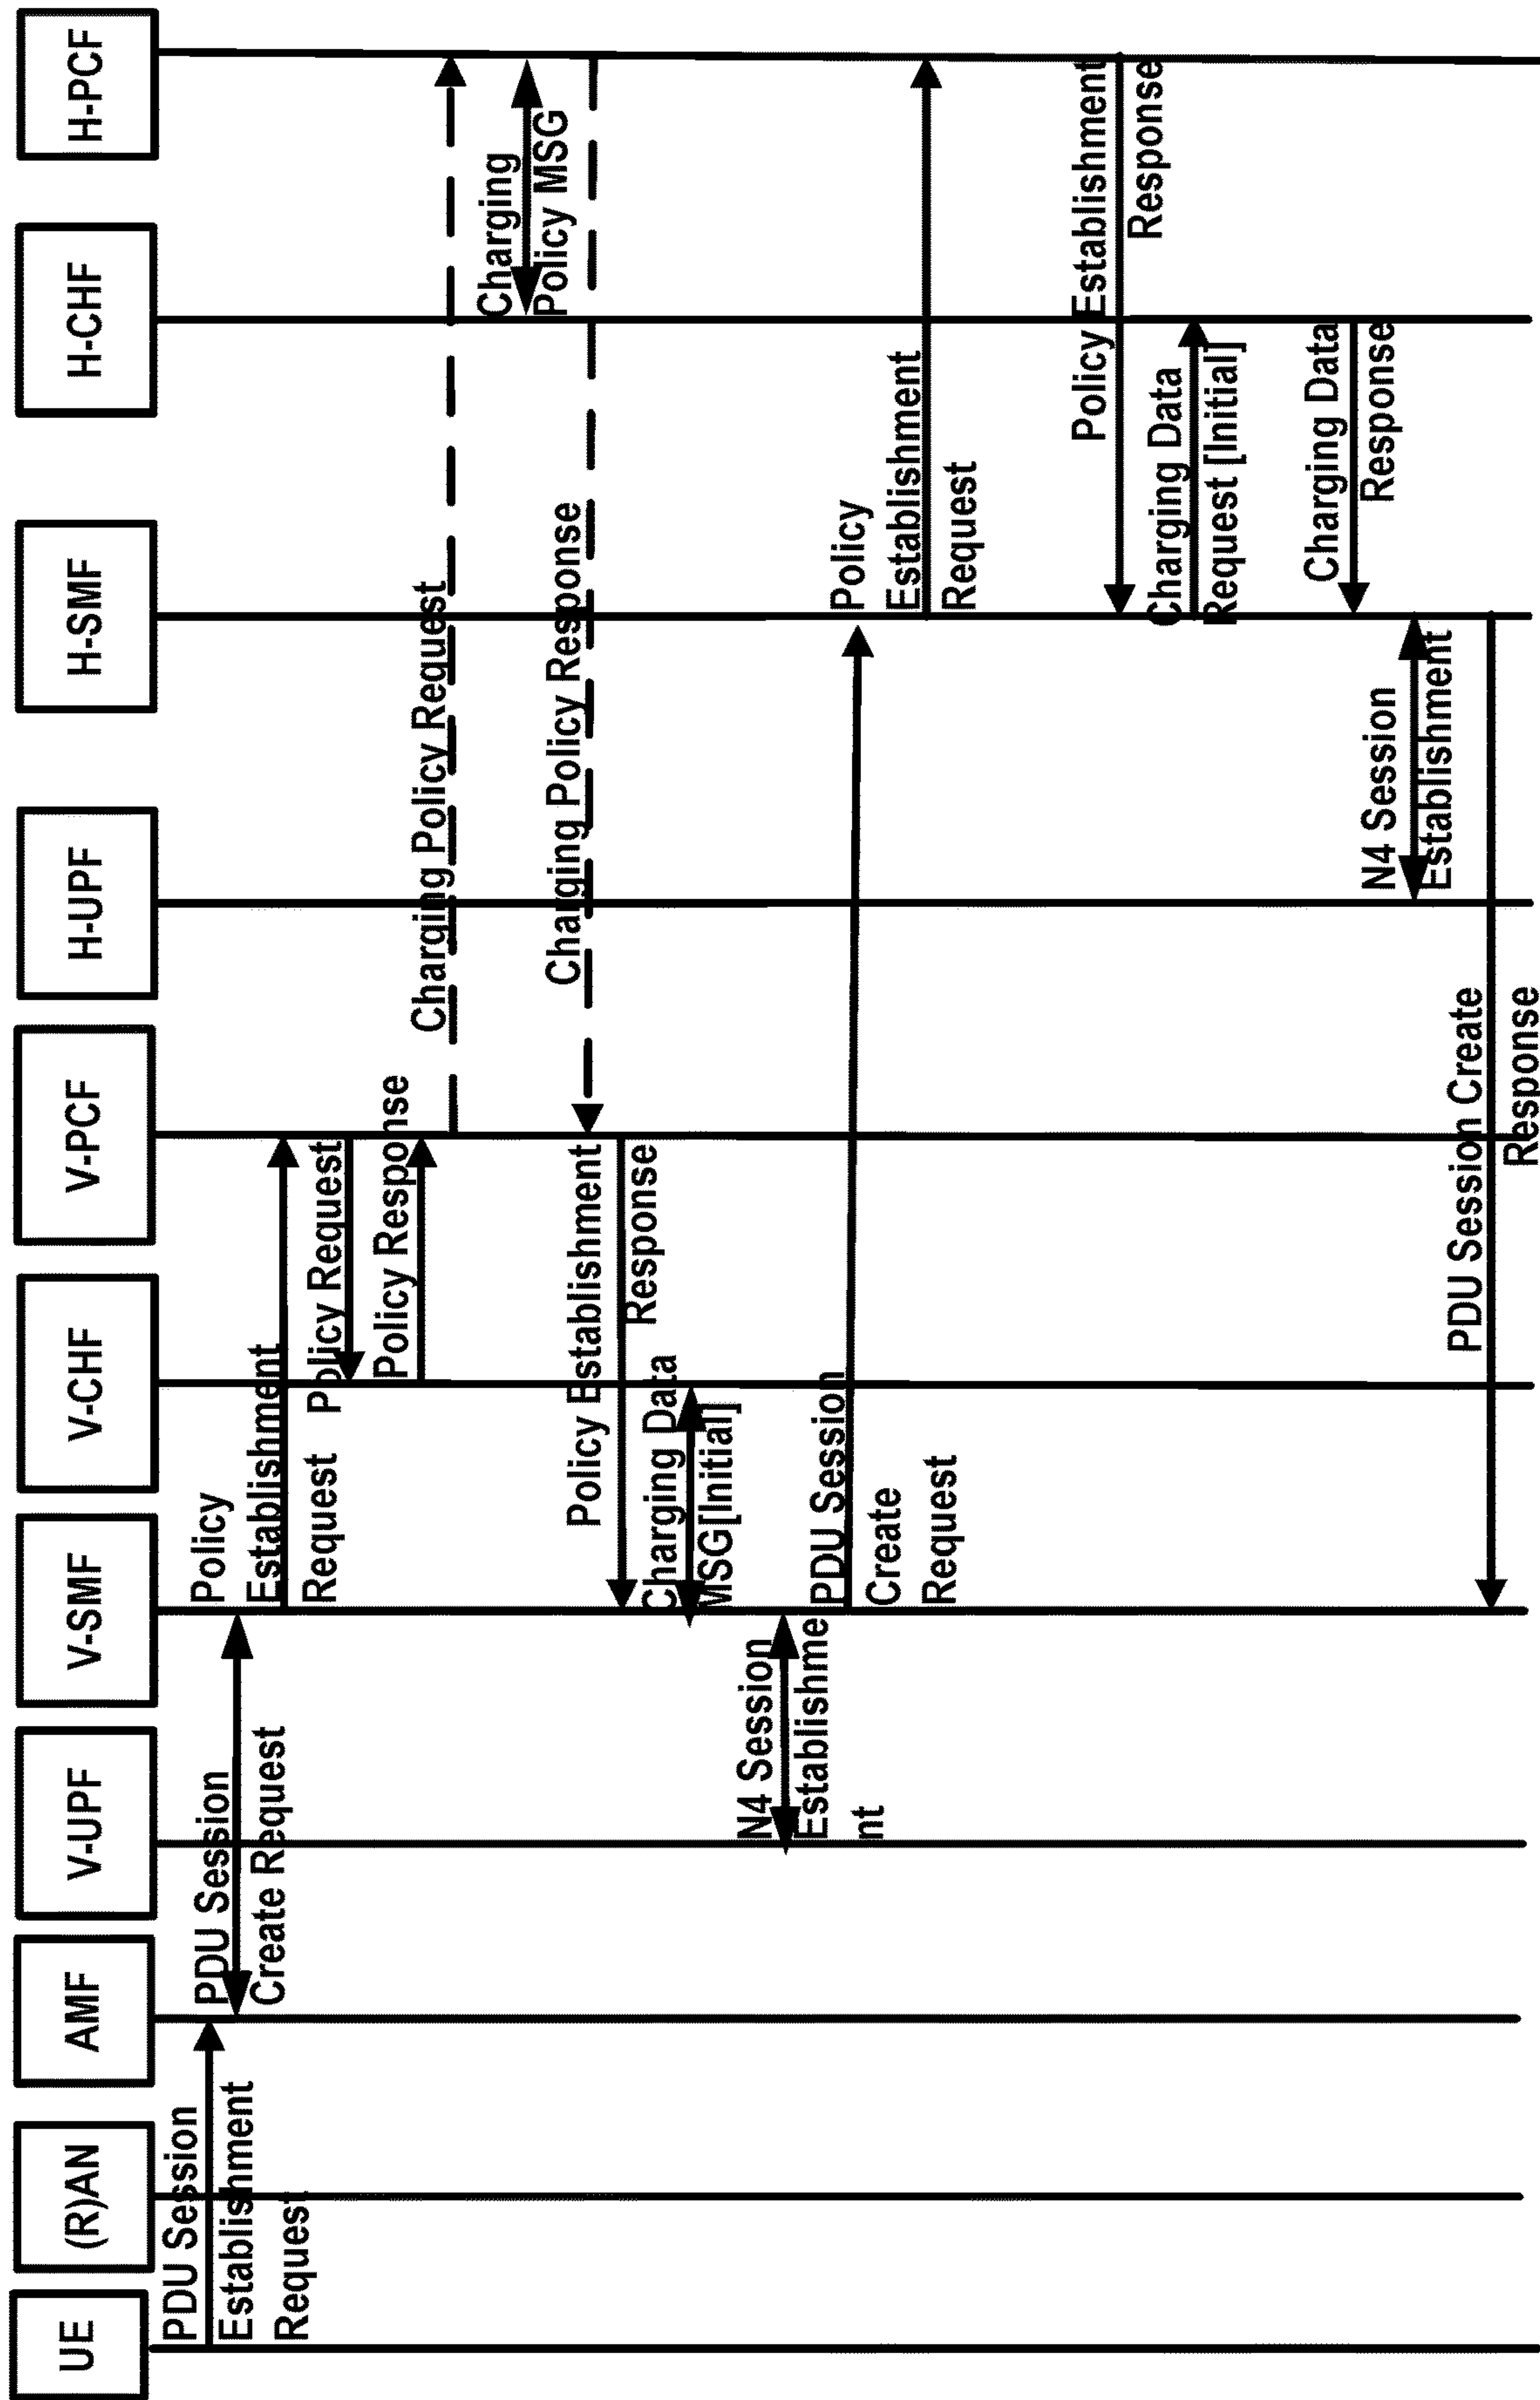 UE
(R)AN
AMF
V-UPF
V-SMF
V-CHF
V-PCF
H-UPF
H-SMF
H-CHF
H-PCF
PDU Session
Establishment
Request
PDU Session
Create Request
Policy
Establishment
Request
Policy Request
Policy Response
Charging Policy Request
Charging
Policy MSG
Charging Policy Response
Policy Establishment
Response
Charging Data
MSG[Initial]
N4 Session
Establishme
nt
PDU Session
Create
Request
Policy
Establishment
Request
Policy Establishment
Response
Charging Data
Request [Initial]
Charging Data
Response
N4 Session
Establishment
PDU Session Create
Response